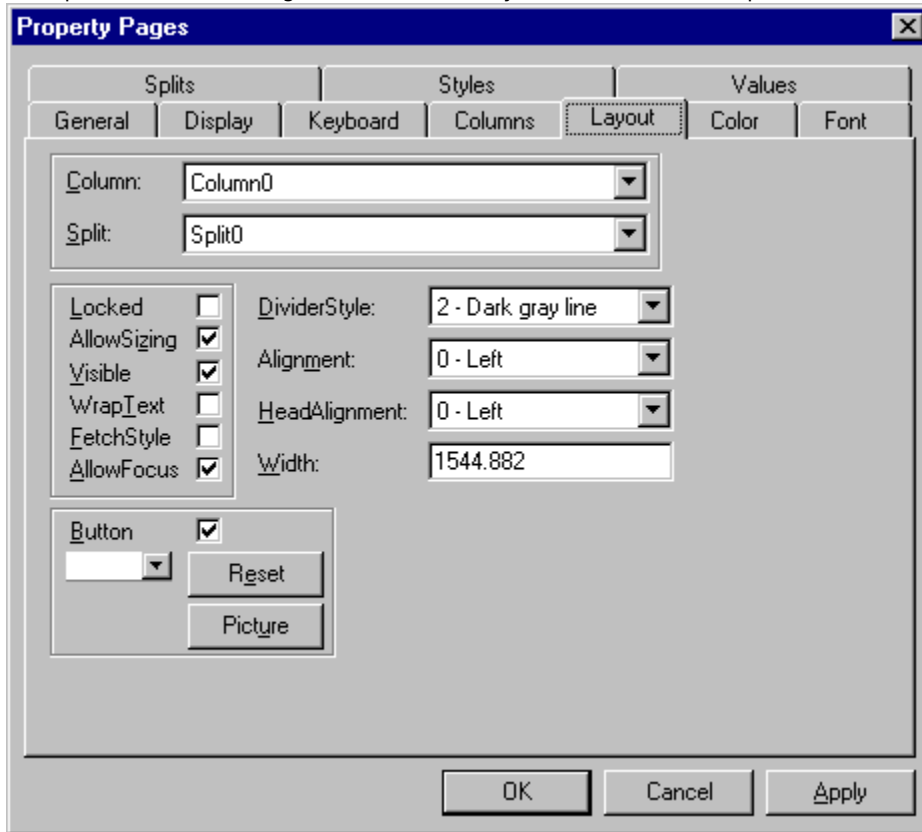 Property Pages
Splits Styles Values
General Display Keyboard Columns Layout Color Font
Column: Column0
Split: Split0
Locked
AllowSizing
Visible
WrapText
FetchStyle
AllowFocus
DividerStyle: 2 - Dark gray line
Alignment: 0 - Left
HeadAlignment: 0 - Left
Width: 1544.882
Button
Reset
Picture
OK Cancel Apply